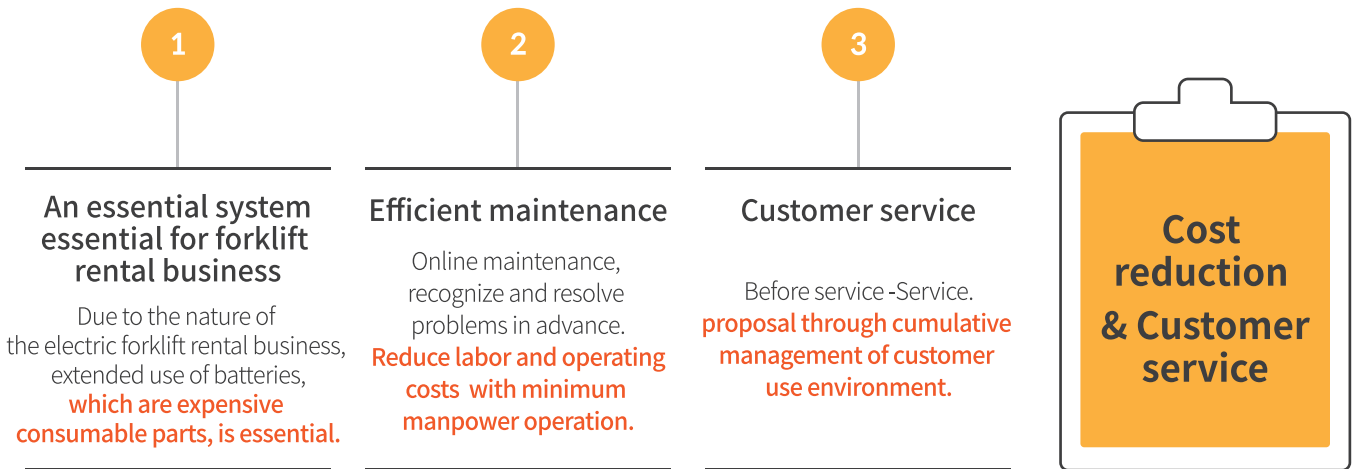 1
An essential system
essential for forklift
rental business
Due to the nature of
the electric forklift rental business,
extended use of batteries,
which are expensive
consumable parts, is essential.
2
Efficient maintenance
Online maintenance,
recognize and resolve
problems in advance.
Reduce labor and operating
costs with minimum
manpower operation.
3
Customer service
Before service -Service.
proposal through cumulative
management of customer
use environment.
Cost
reduction
& Customer
service